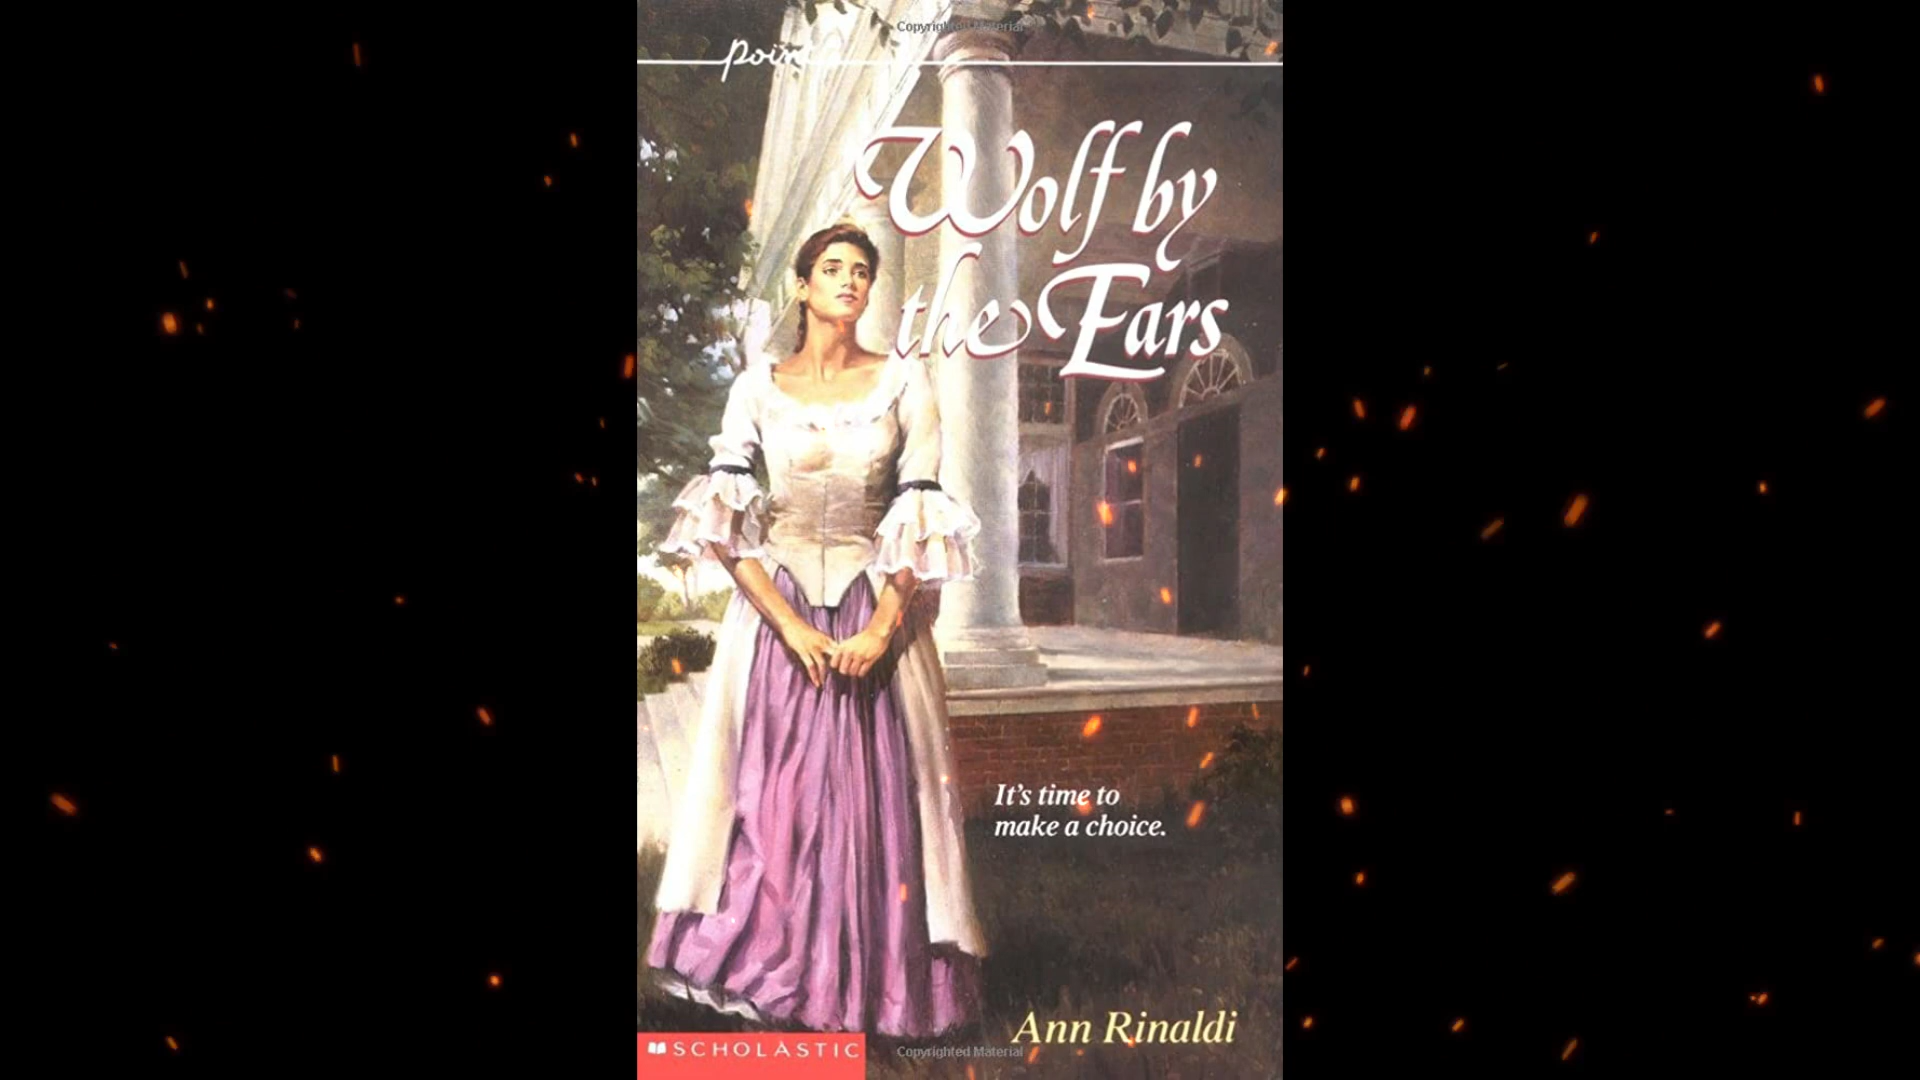 Copyrighted Material
point
Wolf by
the Ears
It's time to
make a choice.
Ann Rinaldi
SCHOLASTIC
Copyrighted Material